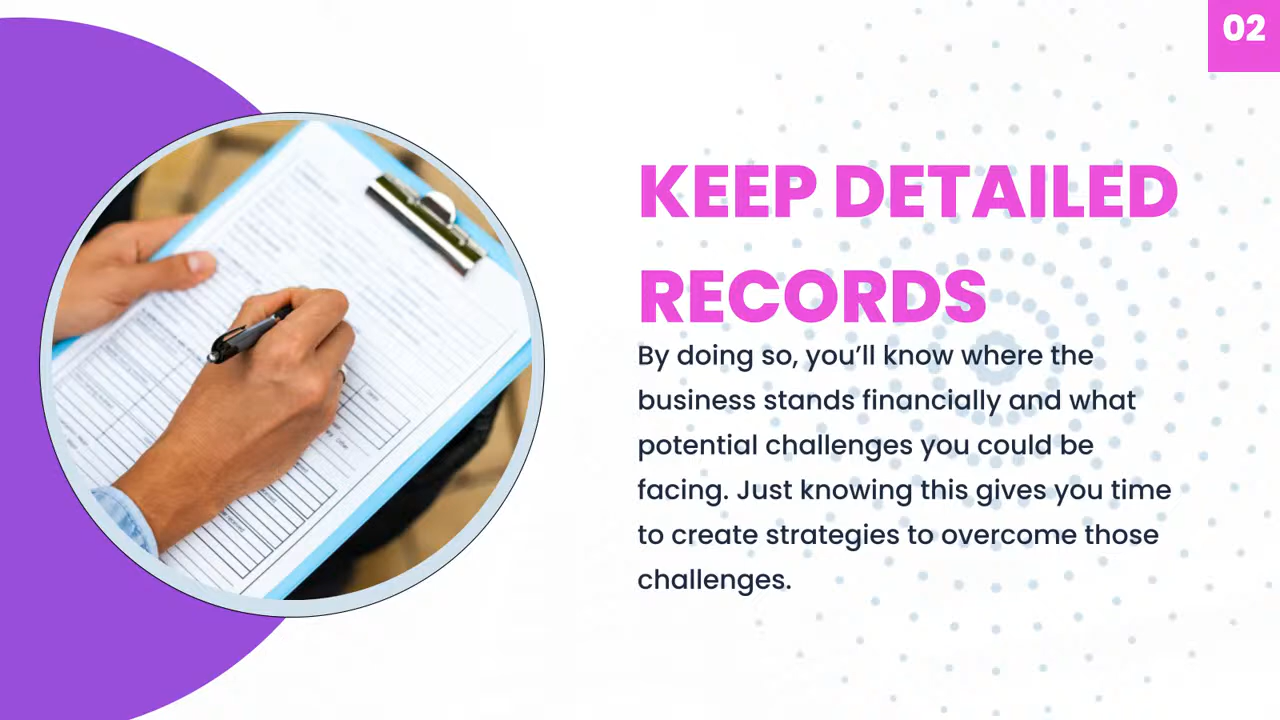 02
KEEP DETAILED
RECORDS
By doing so, you’ll know where the
business stands financially and what
potential challenges you could be
facing. Just knowing this gives you time
to create strategies to overcome those
challenges.